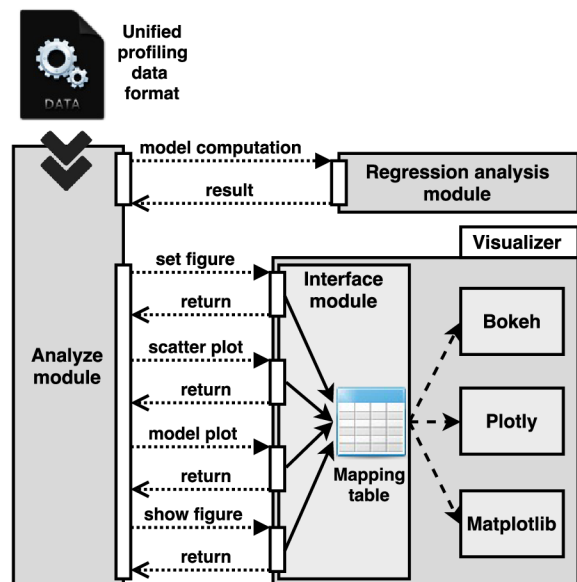 Unified
profiling
data
format
DATA
model computation
result
Regression analysis
module
Visualizer
set figure
return
scatter plot
return
model plot
return
show figure
return
Analyze
module
Interface
module
Mapping
table
Bokeh
Plotly
Matplotlib